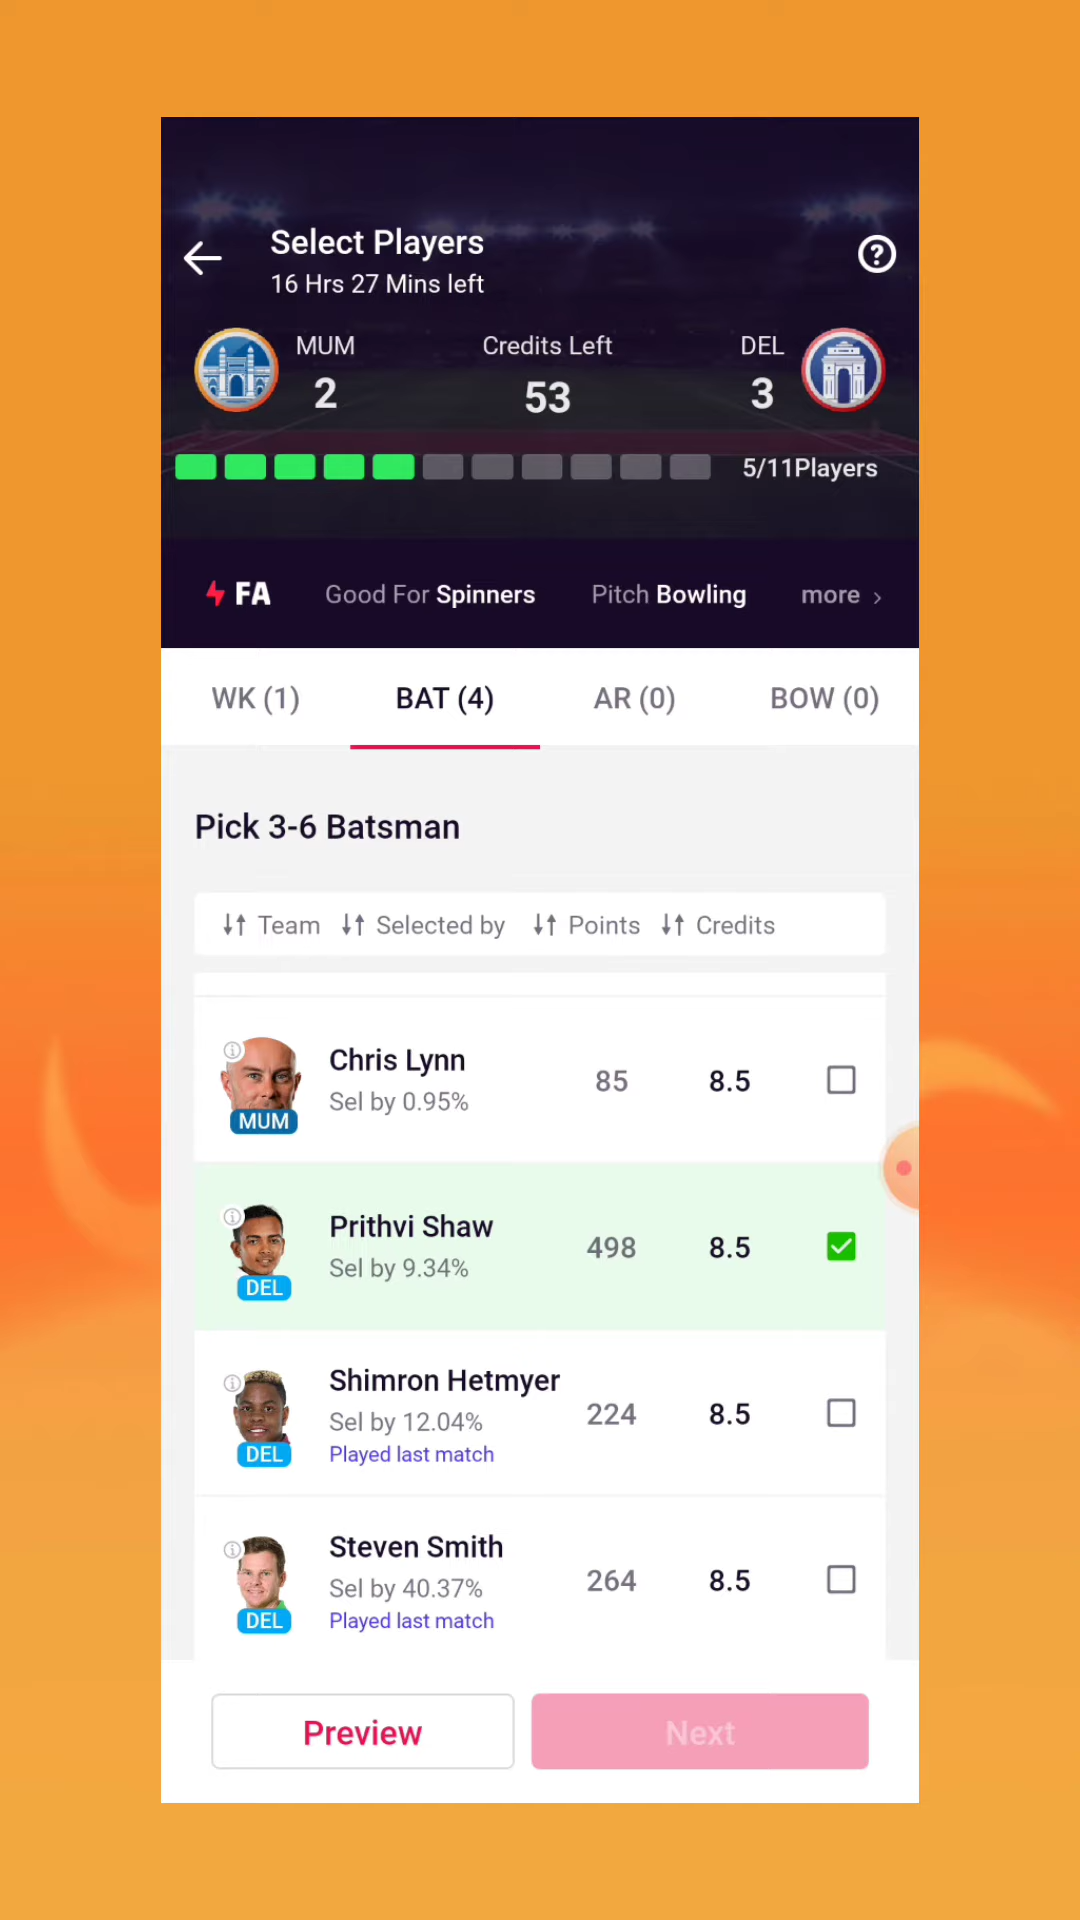 Select Players
16 Hrs 27 Mins left
MUM
2
Credits Left
53
DEL
3
5/11Players
FA Good For Spinners Pitch Bowling more
WK (1) BAT (4) AR (0) BOW (0)
Pick 3-6 Batsman
Team Selected by Points Credits
Chris Lynn
Sel by 0.95%
MUM
85 8.5
Prithvi Shaw
Sel by 9.34%
DEL
498 8.5
Shimron Hetmyer
Sel by 12.04%
Played last match
DEL
224 8.5
Steven Smith
Sel by 40.37%
Played last match
DEL
264 8.5
Preview Next